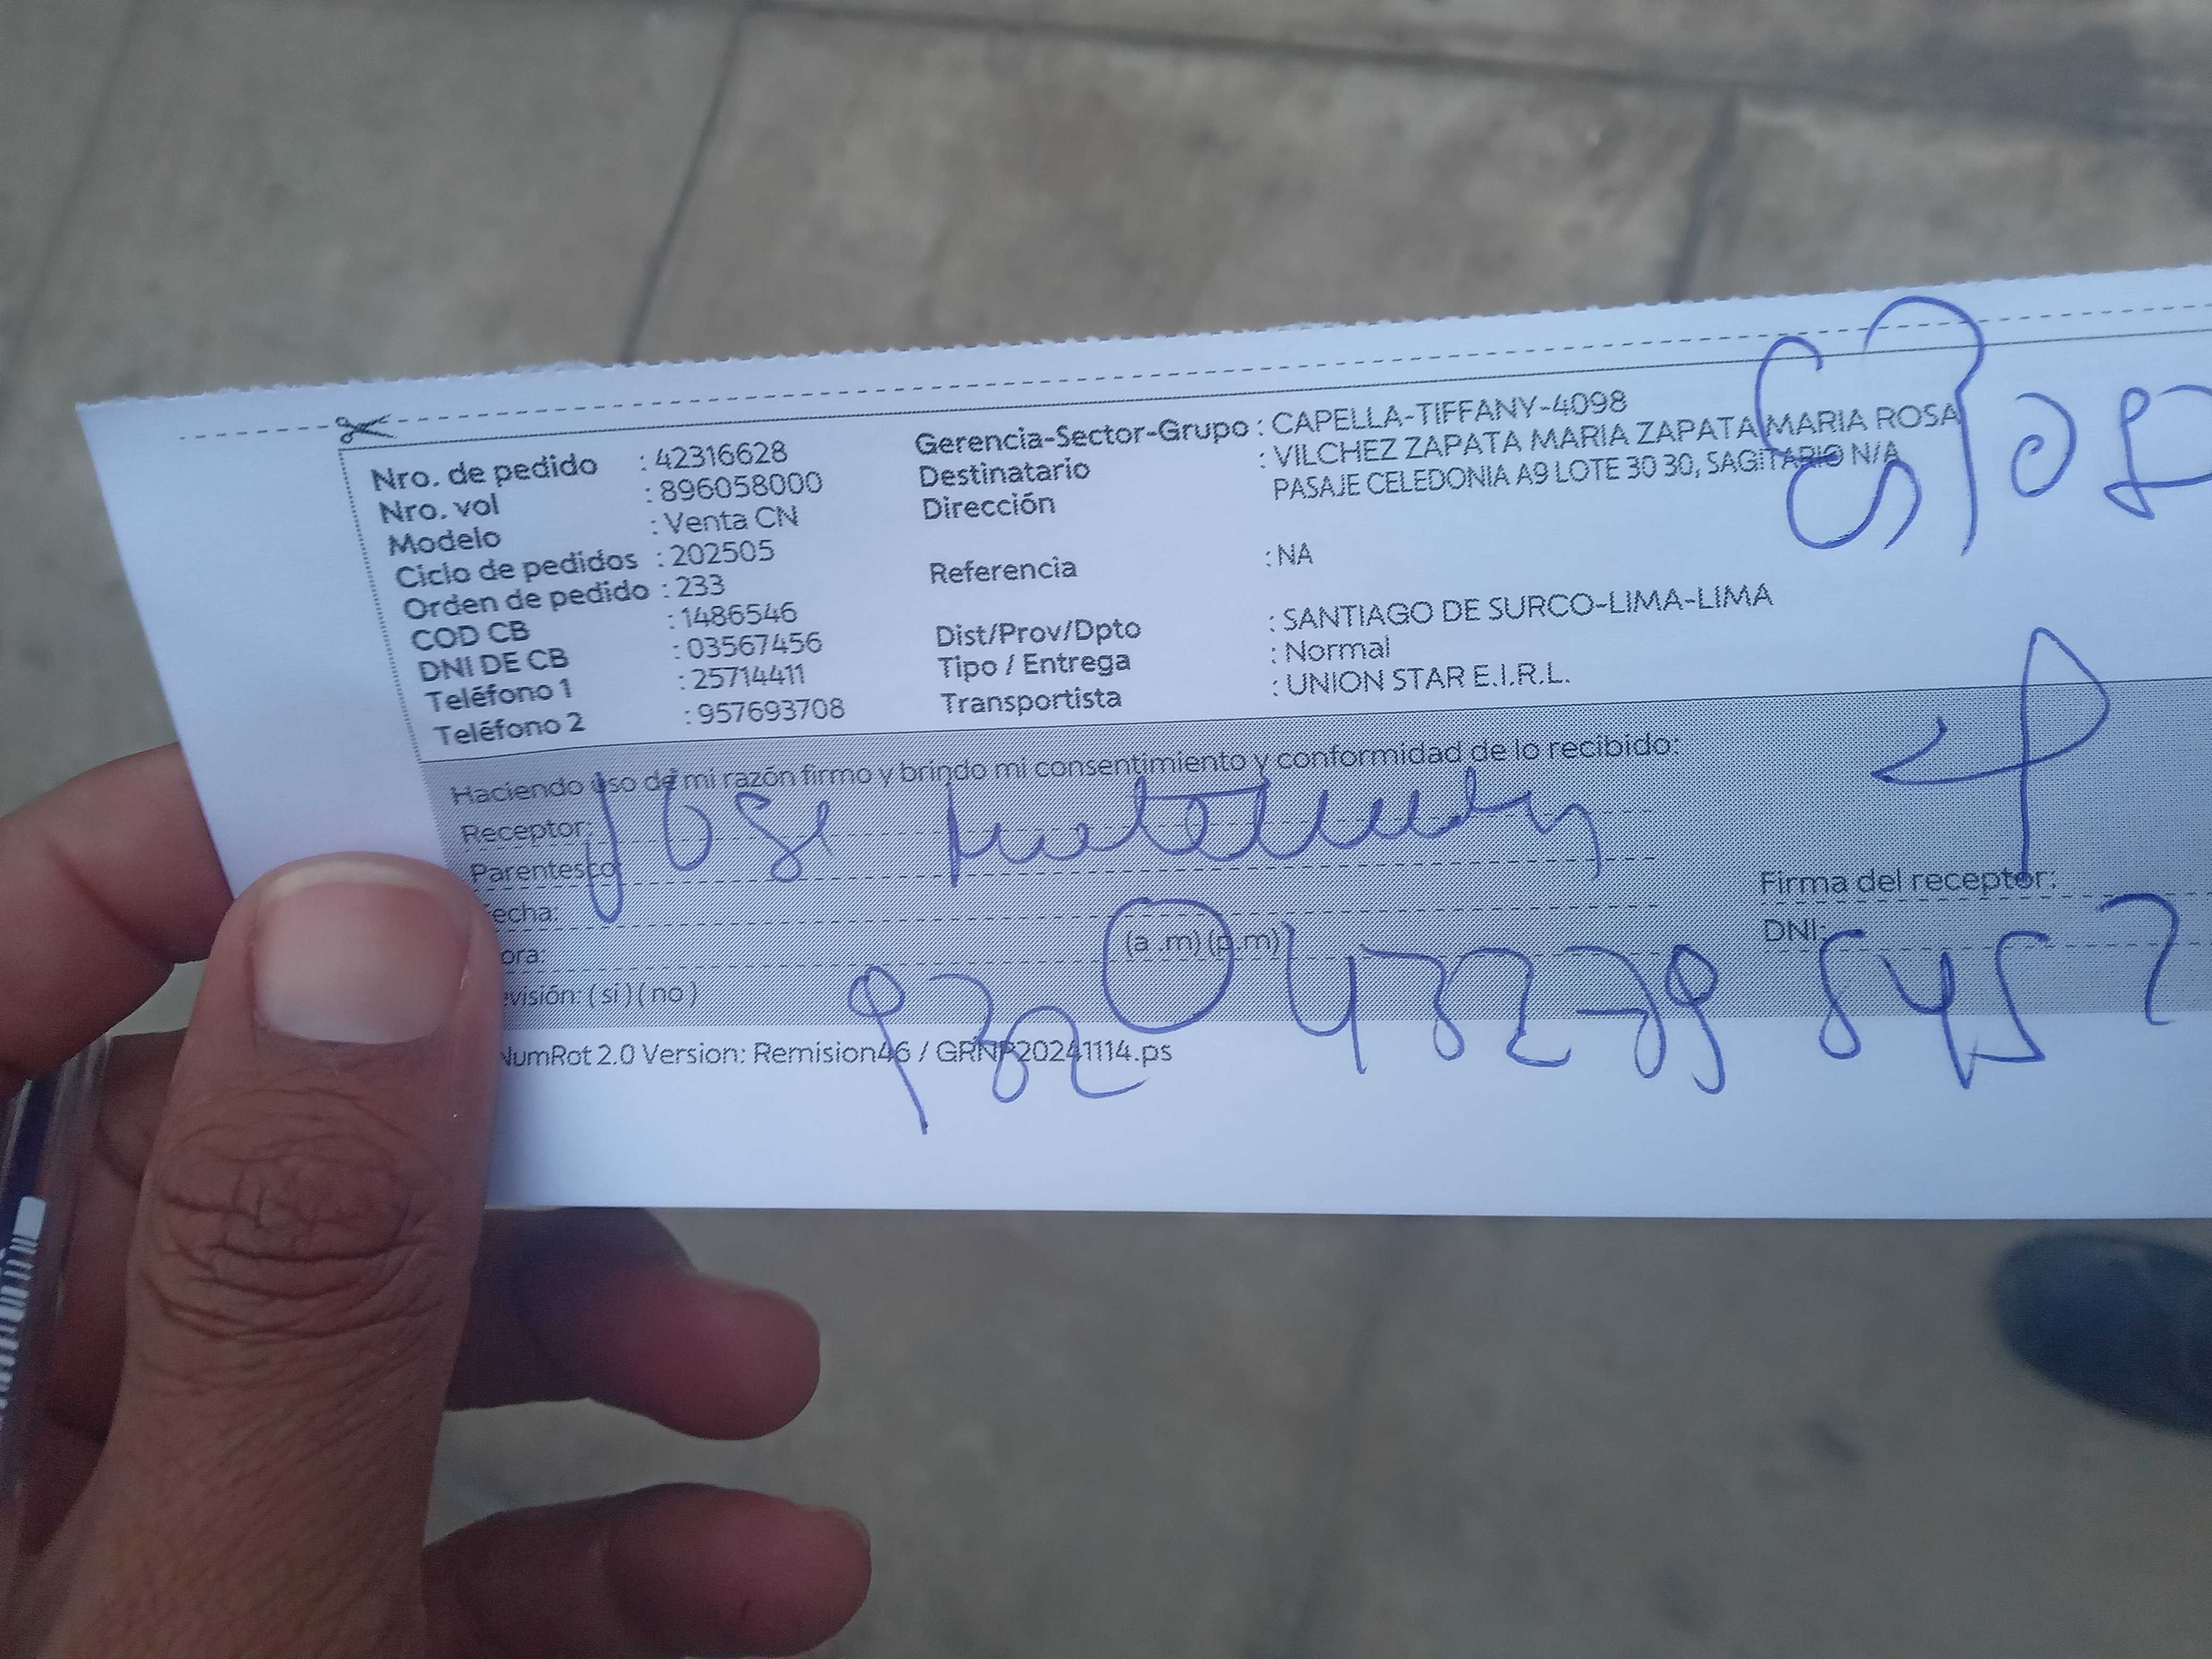 Nro. de pedido : 42316628
Nro. vol : 896058000
Modelo : Venta CN
Ciclo de pedidos : 202505
Orden de pedido : 233
COD CB : 1486546
DNI DE CB : 03567456
Teléfono 1 : 25714411
Teléfono 2 : 957693708
Gerencia-Sector-Grupo : CAPELLA-TIFFANY-4098
Destinatario : VILCHEZ ZAPATA MARIA ZAPATA MARIA ROSA
Dirección PASAJE CELEDONIA A9 LOTE 30 30, SAGITARIO N/A
Referencia : NA
Dist/Prov/Dpto : SANTIAGO DE SURCO-LIMA-LIMA
Tipo / Entrega : Normal
Transportista : UNION STAR E.I.R.L.
Haciendo uso de mi razón firmo y brindo mi consentimiento y conformidad de lo recibido:
Receptor: Jose
Parentesco
echa:
ora: (a .m) (p.m)
evisión: ( si ) ( no )
Firma del receptor:
DNI:
NumRot 2.0 Version: Remision46 / GRNP20241114.ps